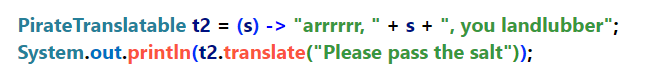 PirateTranslatable t2 = (s) -> "arrrrrr, " + s + ", you landlubber";
System.out.println(t2.translate("Please pass the salt"));